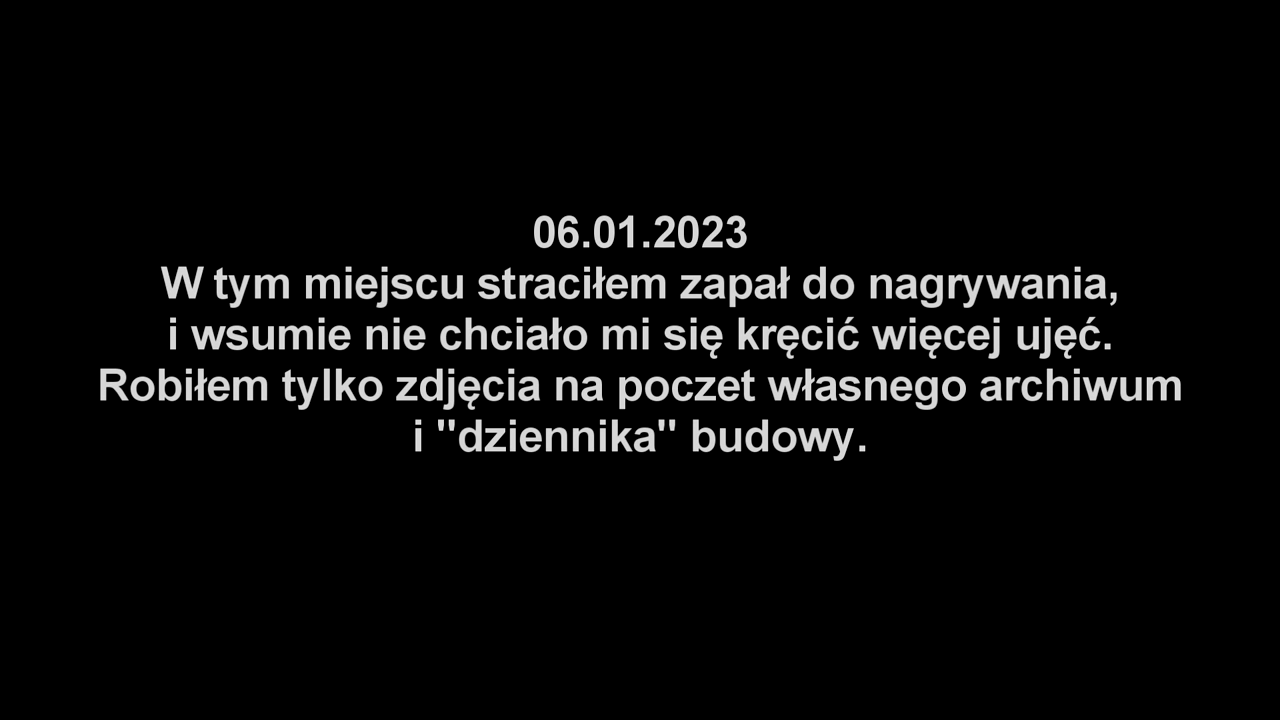 06.01.2023
W tym miejscu straciłem zapał do nagrywania,
i wsumie nie chciało mi się kręcić więcej ujęć.
Robiłem tylko zdjęcia na poczet własnego archiwum
i "dziennika" budowy.